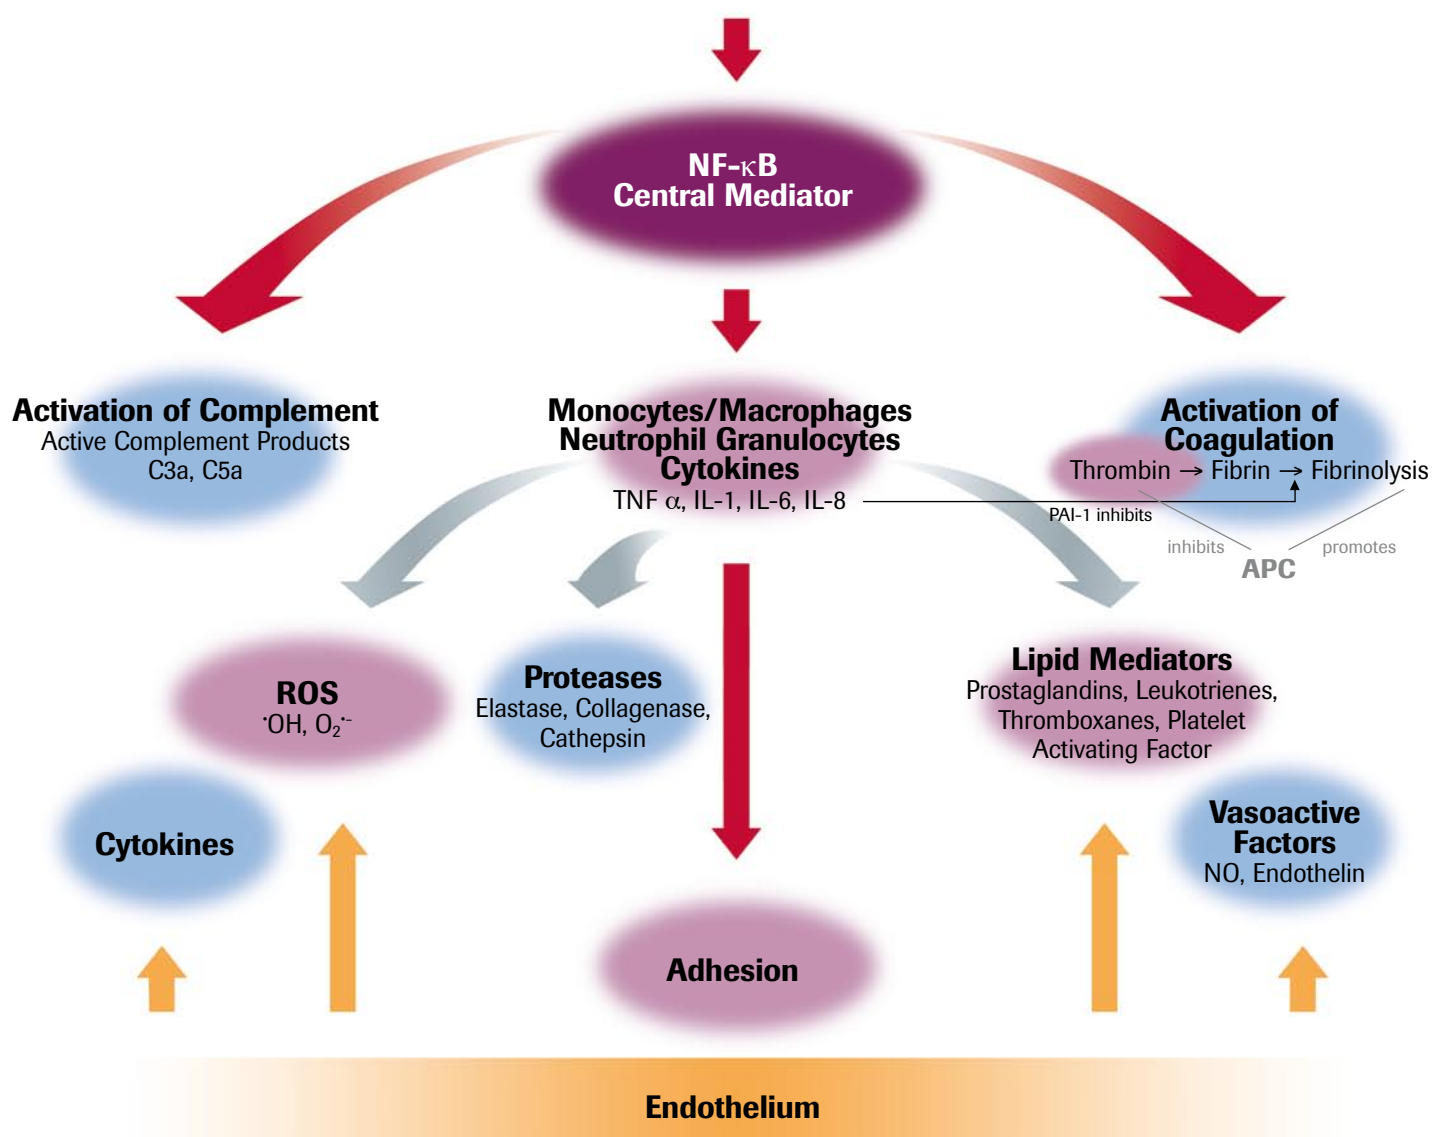 NF-κB
Central Mediator
Activation of Complement
Active Complement Products
C3a, C5a
Monocytes/Macrophages
Neutrophil Granulocytes
Cytokines
TNF α, IL-1, IL-6, IL-8
Activation of
Coagulation
Thrombin → Fibrin → Fibrinolysis
PAI-1 inhibits
inhibits
promotes
APC
ROS
•OH, O₂•-
Proteases
Elastase, Collagenase,
Cathepsin
Lipid Mediators
Prostaglandins, Leukotrienes,
Thromboxanes, Platelet
Activating Factor
Cytokines
Vasoactive
Factors
NO, Endothelin
Adhesion
Endothelium